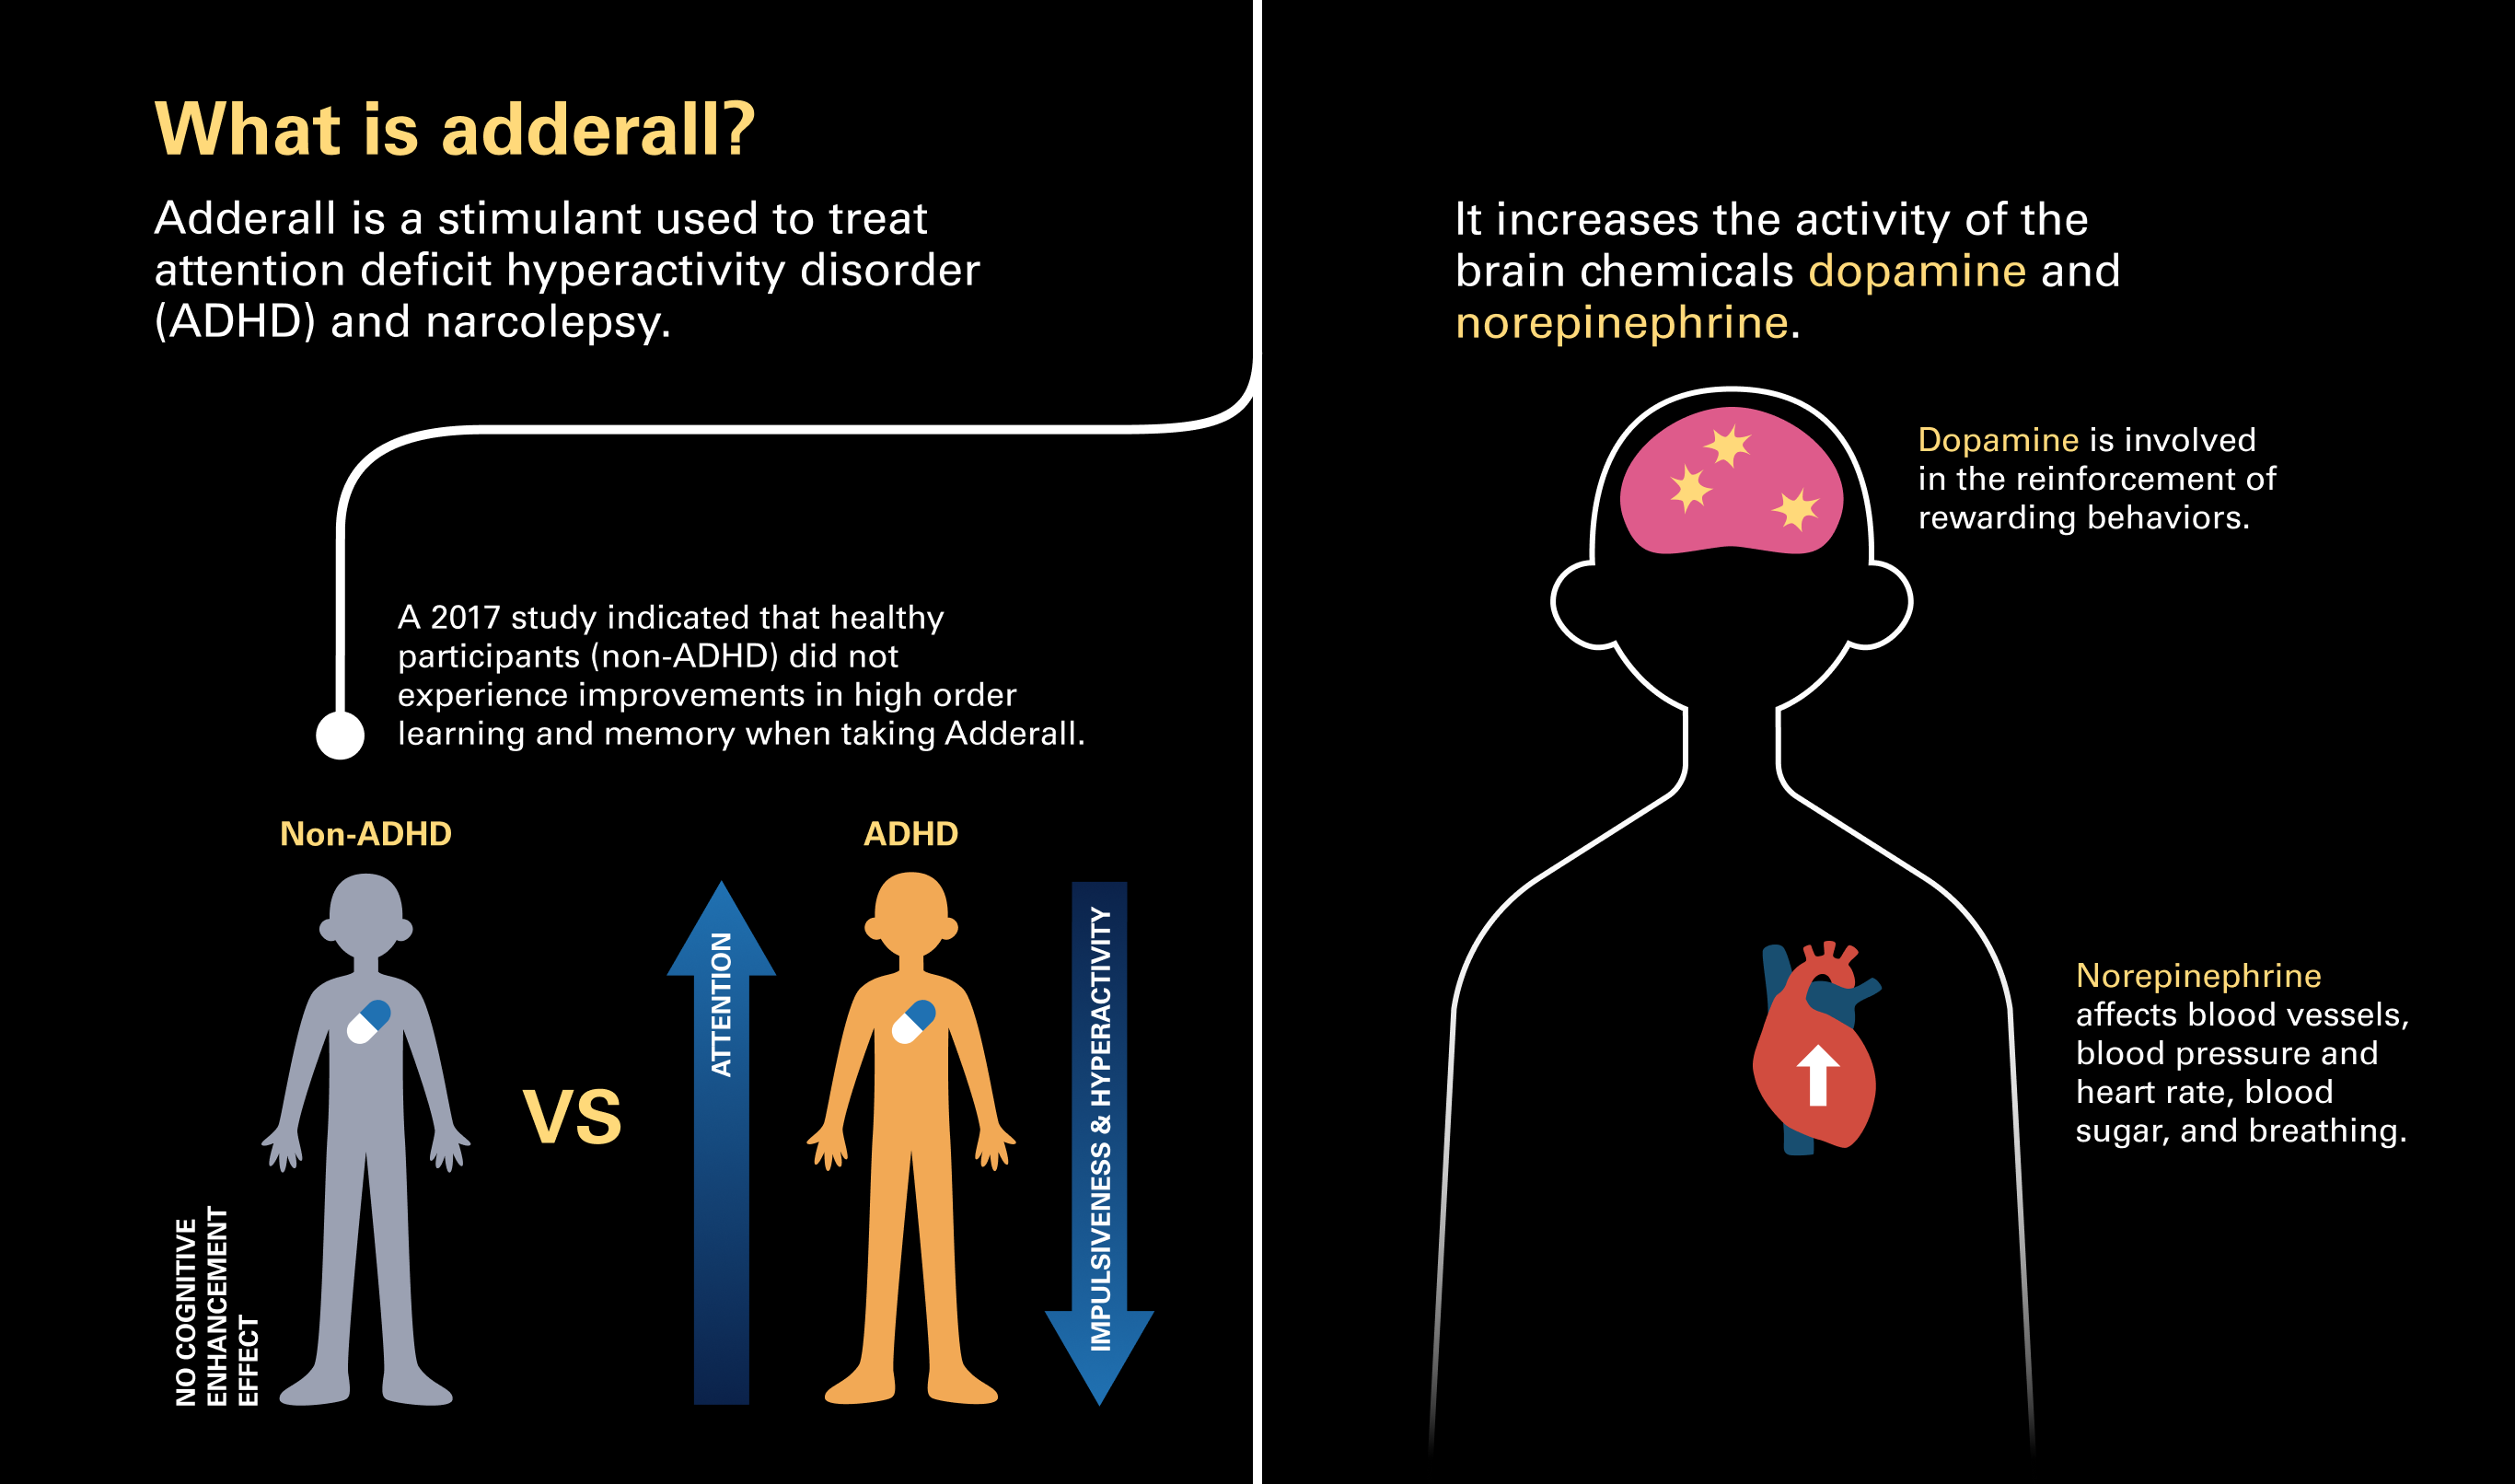 What is adderall?
Adderall is a stimulant used to treat
attention deficit hyperactivity disorder
(ADHD) and narcolepsy.
A 2017 study indicated that healthy
participants (non-ADHD) did not
experience improvements in high order
learning and memory when taking Adderall.
Non-ADHD
ADHD
NO COGNITIVE
ENHANCEMENT
EFFECT
VS
ATTENTION
IMPULSIVENESS & HYPERACTIVITY
It increases the activity of the
brain chemicals dopamine and
norepinephrine.
Dopamine is involved
in the reinforcement of
rewarding behaviors.
Norepinephrine
affects blood vessels,
blood pressure and
heart rate, blood
sugar, and breathing.